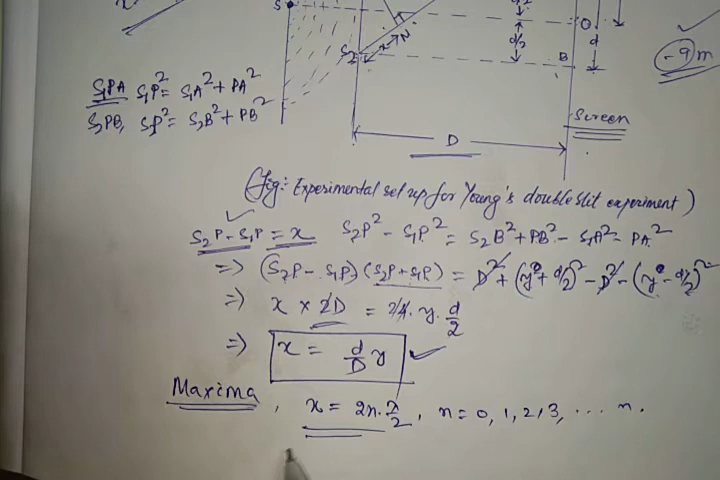 S
d/2
O
S2
x
N
d/2
B
d
-9m
S1PA S1P² = S1A² + PA²
S2PB, S2P² = S2B² + PB²
Screen
D
(Fig:- Experimental set up for Young's double slit experiment)
S2P - S1P = x S2P² - S1P² = S2B² + PB² - S1A² - PA²
=> (S2P - S1P) (S2P + S1P) = D² + (y + d/2)² - D² - (y - d/2)²
=> x × 2D = 24. y. d/2
=> x = d/D y
Maxima, x = 2n. λ/2, n = 0, 1, 2, 3, ... n.